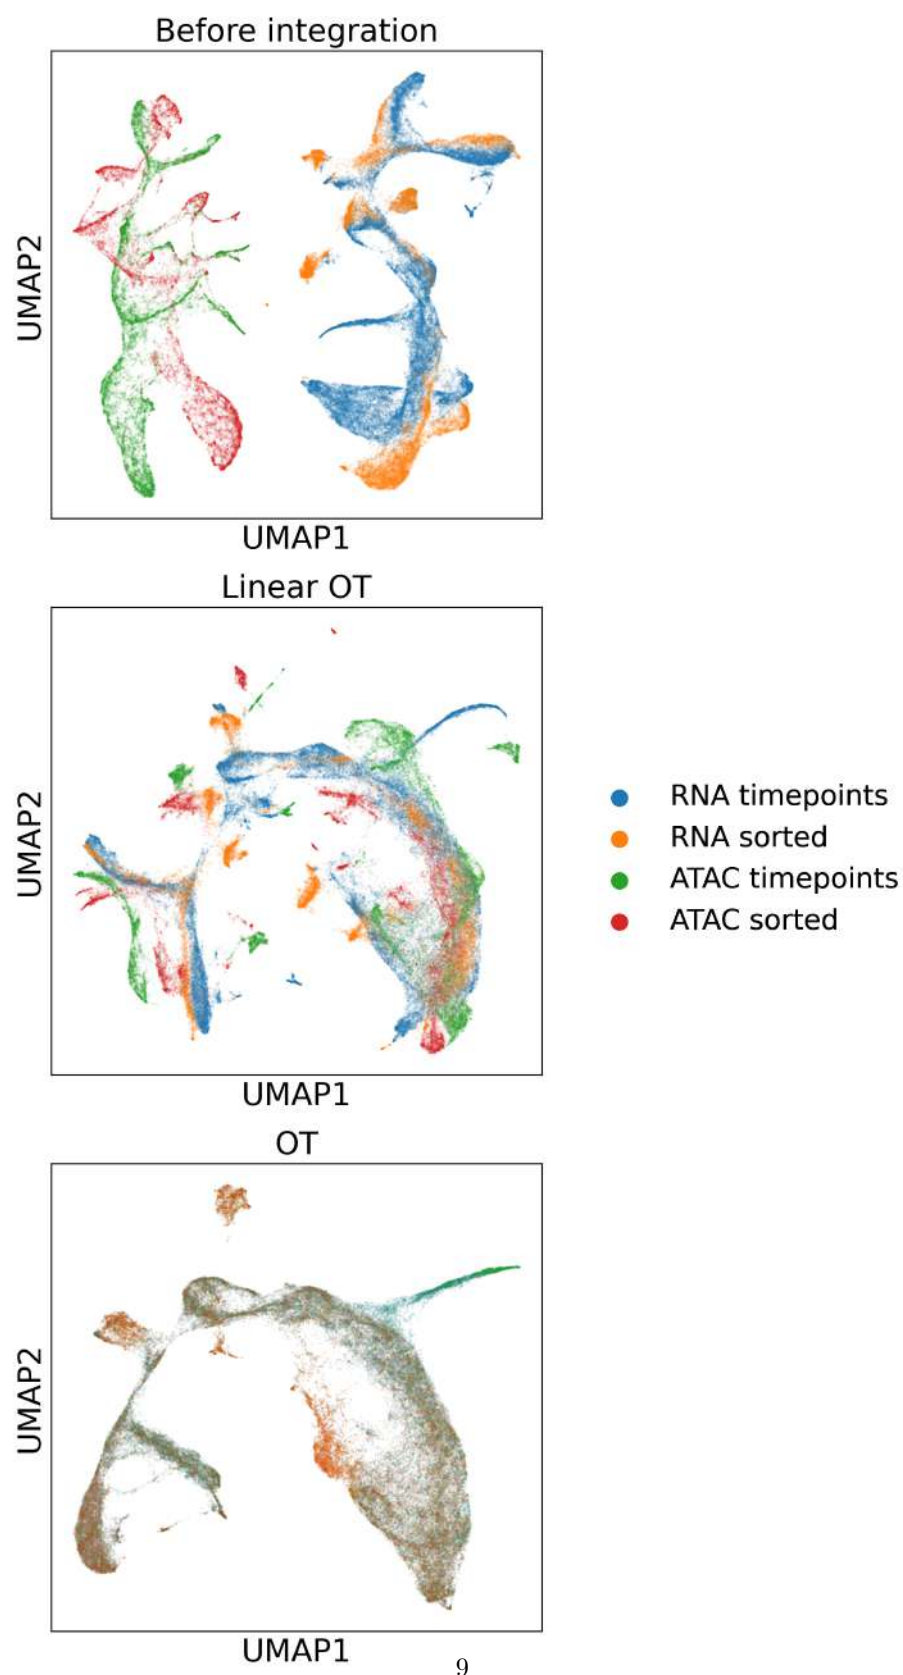 Before integration
UMAP2
UMAP1
Linear OT
UMAP2
UMAP1
RNA timepoints
RNA sorted
ATAC timepoints
ATAC sorted
OT
UMAP2
UMAP1
9